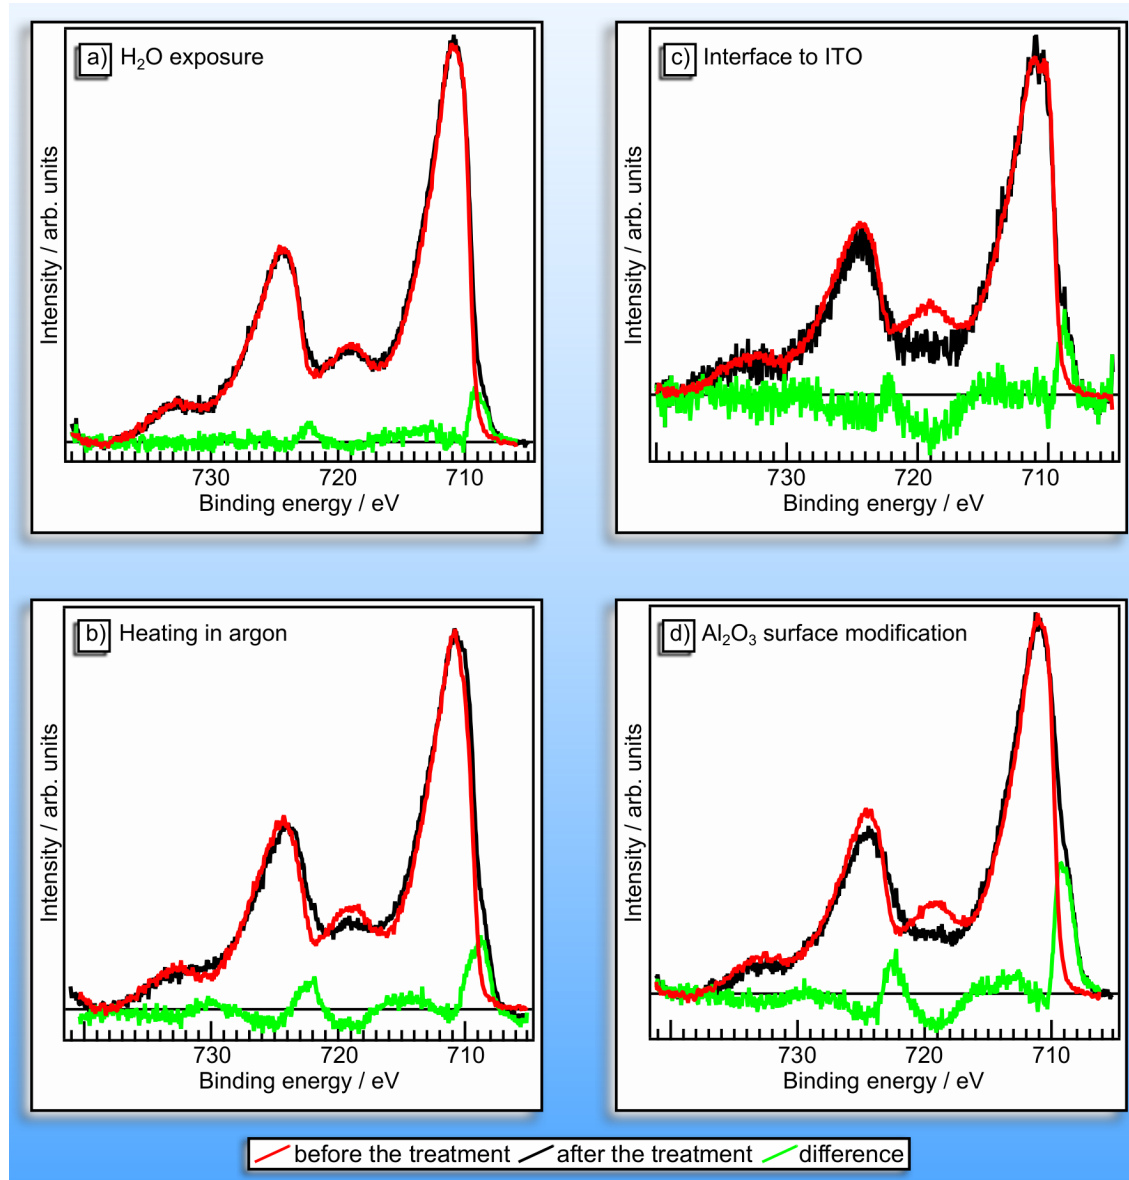 a) H₂O exposure
Intensity / arb. units
730 720 710
Binding energy / eV
c) Interface to ITO
Intensity / arb. units
730 720 710
Binding energy / eV
b) Heating in argon
Intensity / arb. units
730 720 710
Binding energy / eV
d) Al₂O₃ surface modification
Intensity / arb. units
730 720 710
Binding energy / eV
before the treatment after the treatment difference